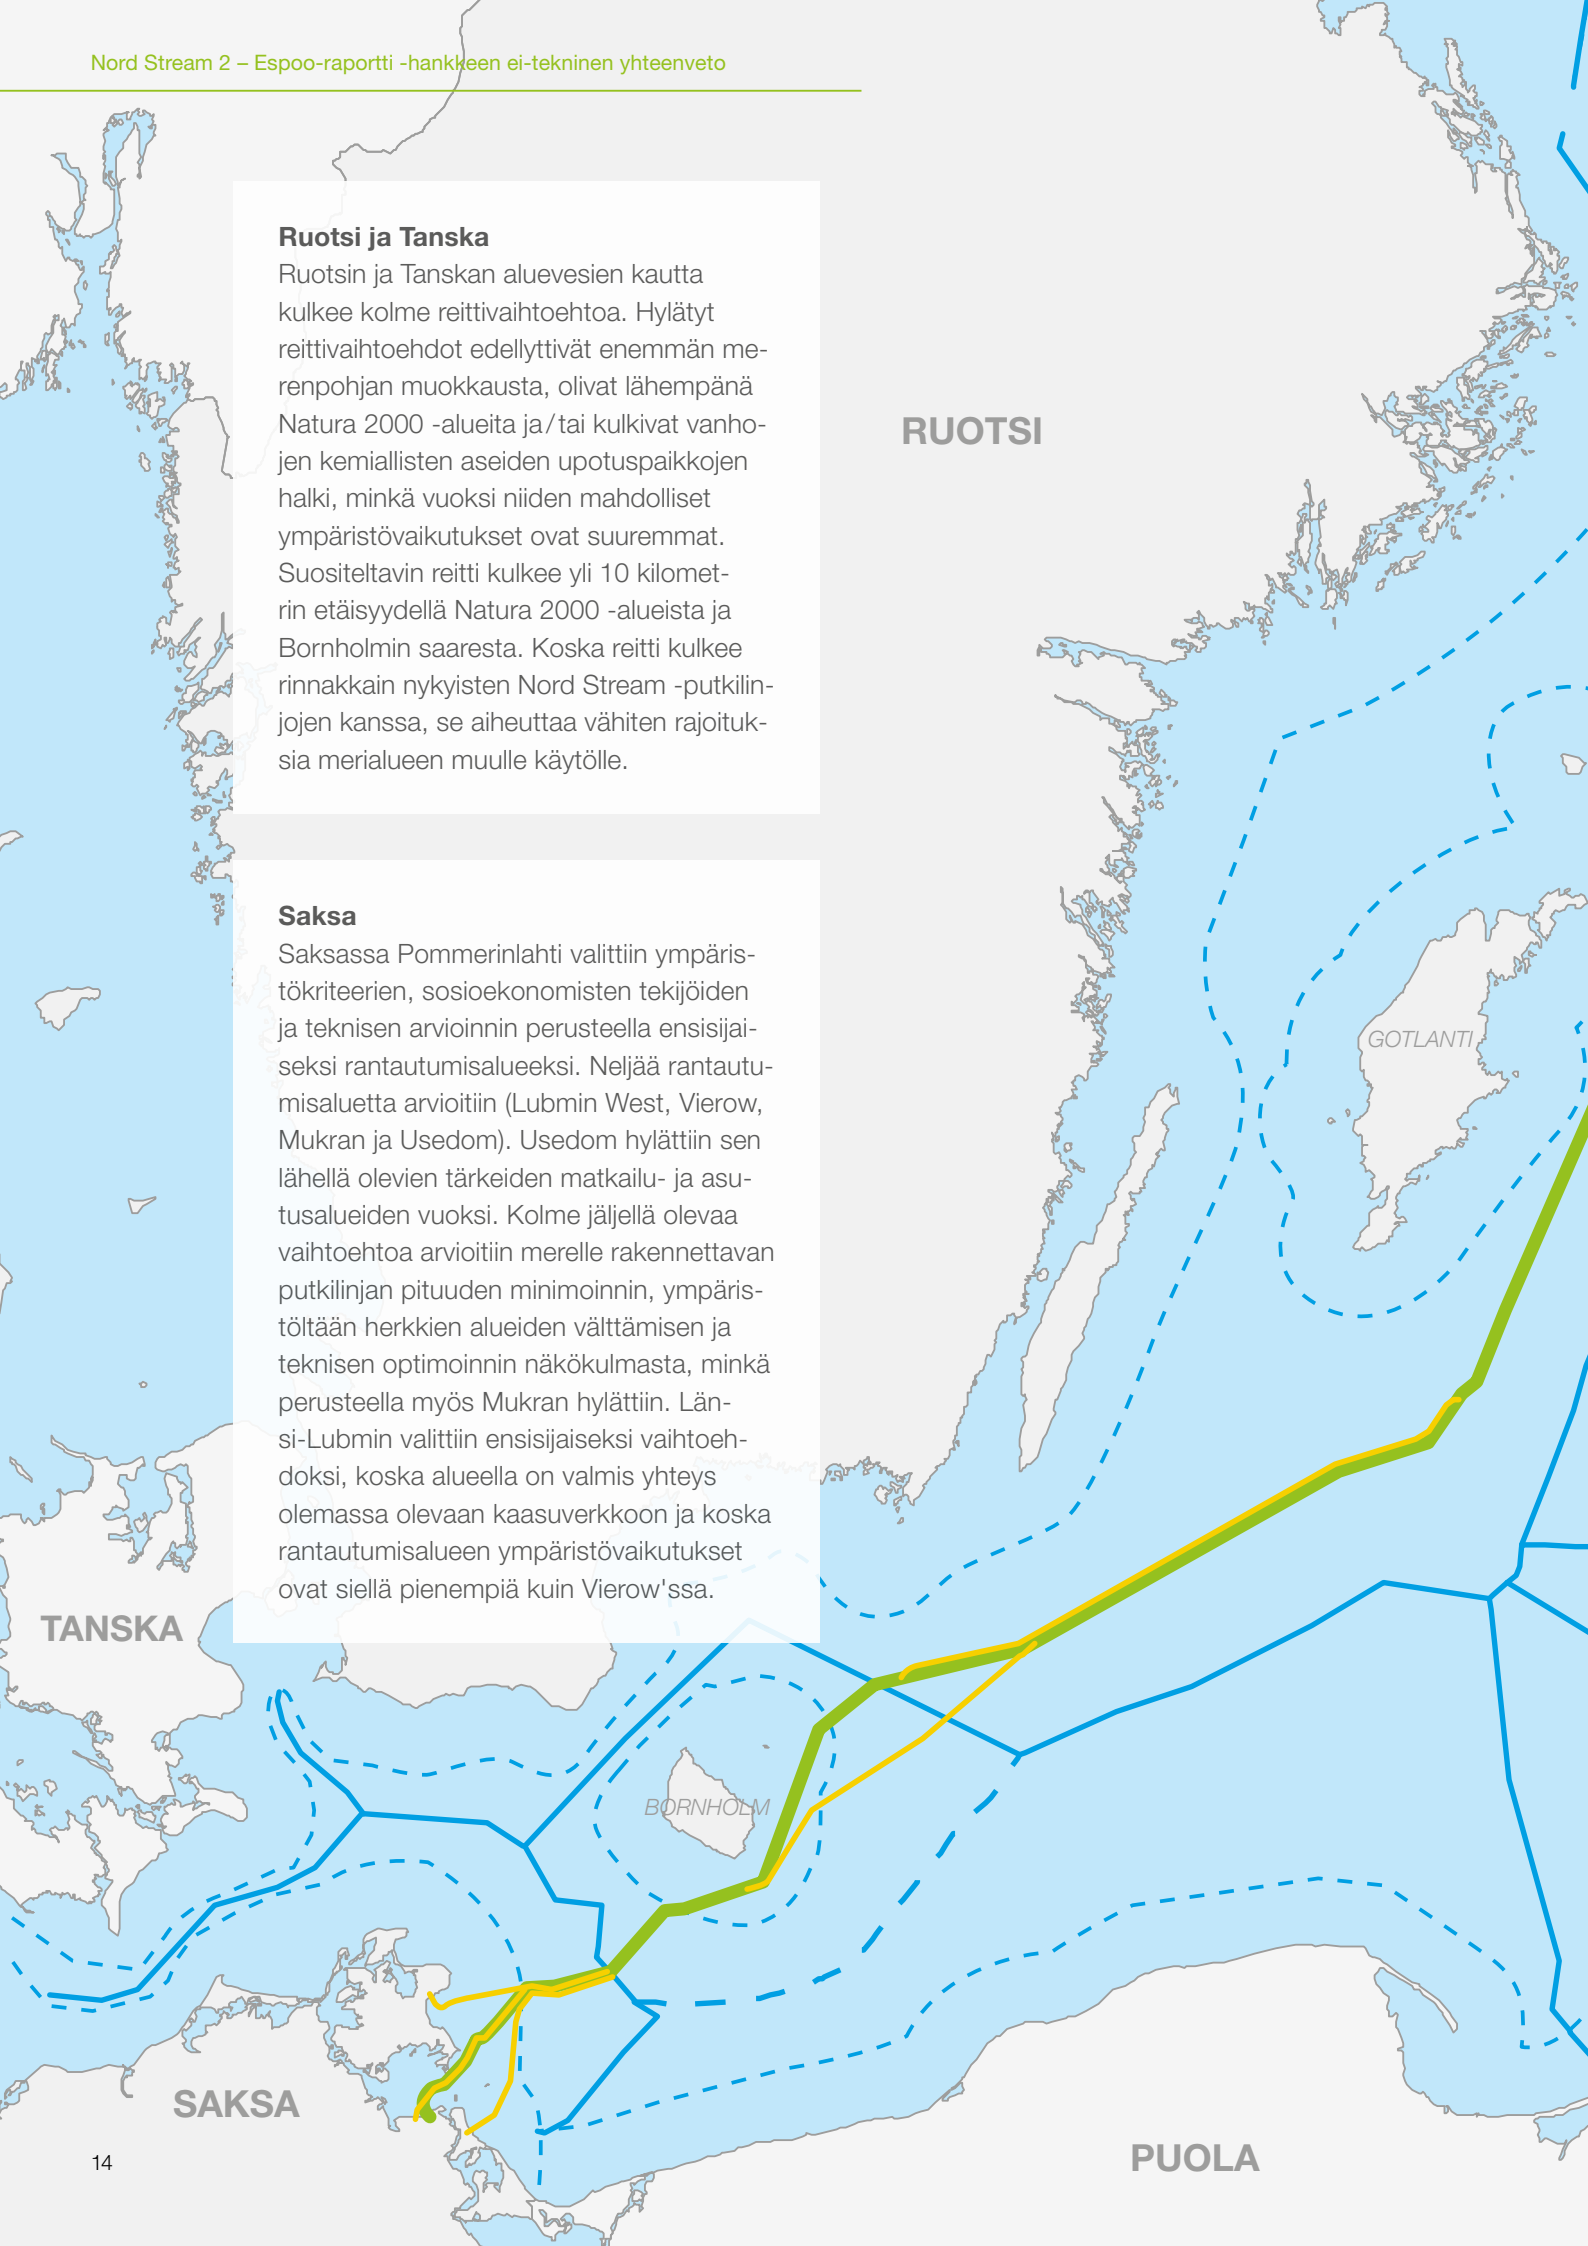 Nord Stream 2 – Espoo-raportti -hankkeen ei-tekninen yhteenveto
Ruotsi ja Tanska
Ruotsin ja Tanskan aluevesien kautta
kulkee kolme reittivaihtoehtoa. Hylätyt
reittivaihtoehdot edellyttivät enemmän me-
renpohjan muokkausta, olivat lähempänä
Natura 2000 -alueita ja/tai kulkivat vanho-
jen kemiallisten aseiden upotuspaikkojen
halki, minkä vuoksi niiden mahdolliset
ympäristövaikutukset ovat suuremmat.
Suositeltavin reitti kulkee yli 10 kilomet-
rin etäisyydellä Natura 2000 -alueista ja
Bornholmin saaresta. Koska reitti kulkee
rinnakkain nykyisten Nord Stream -putkilin-
jojen kanssa, se aiheuttaa vähiten rajoituk-
sia merialueen muulle käytölle.
RUOTSI
Saksa
Saksassa Pommerinlahti valittiin ympäris-
tökriteerien, sosioekonomisten tekijöiden
ja teknisen arvioinnin perusteella ensisijai-
seksi rantautumisalueeksi. Neljää rantautu-
misaluetta arvioitiin (Lubmin West, Vierow,
Mukran ja Usedom). Usedom hylättiin sen
lähellä olevien tärkeiden matkailu- ja asu-
tusalueiden vuoksi. Kolme jäljellä olevaa
vaihtoehtoa arvioitiin merelle rakennettavan
putkilinjan pituuden minimoinnin, ympäris-
töltään herkkien alueiden välttämisen ja
teknisen optimoinnin näkökulmasta, minkä
perusteella myös Mukran hylättiin. Län-
si-Lubmin valittiin ensisijaiseksi vaihtoeh-
doksi, koska alueella on valmis yhteys
olemassa olevaan kaasuverkkoon ja koska
rantautumisalueen ympäristövaikutukset
ovat siellä pienempiä kuin Vierow'ssa.
GOTLANTI
TANSKA
BORNHOLM
SAKSA
PUOLA
14